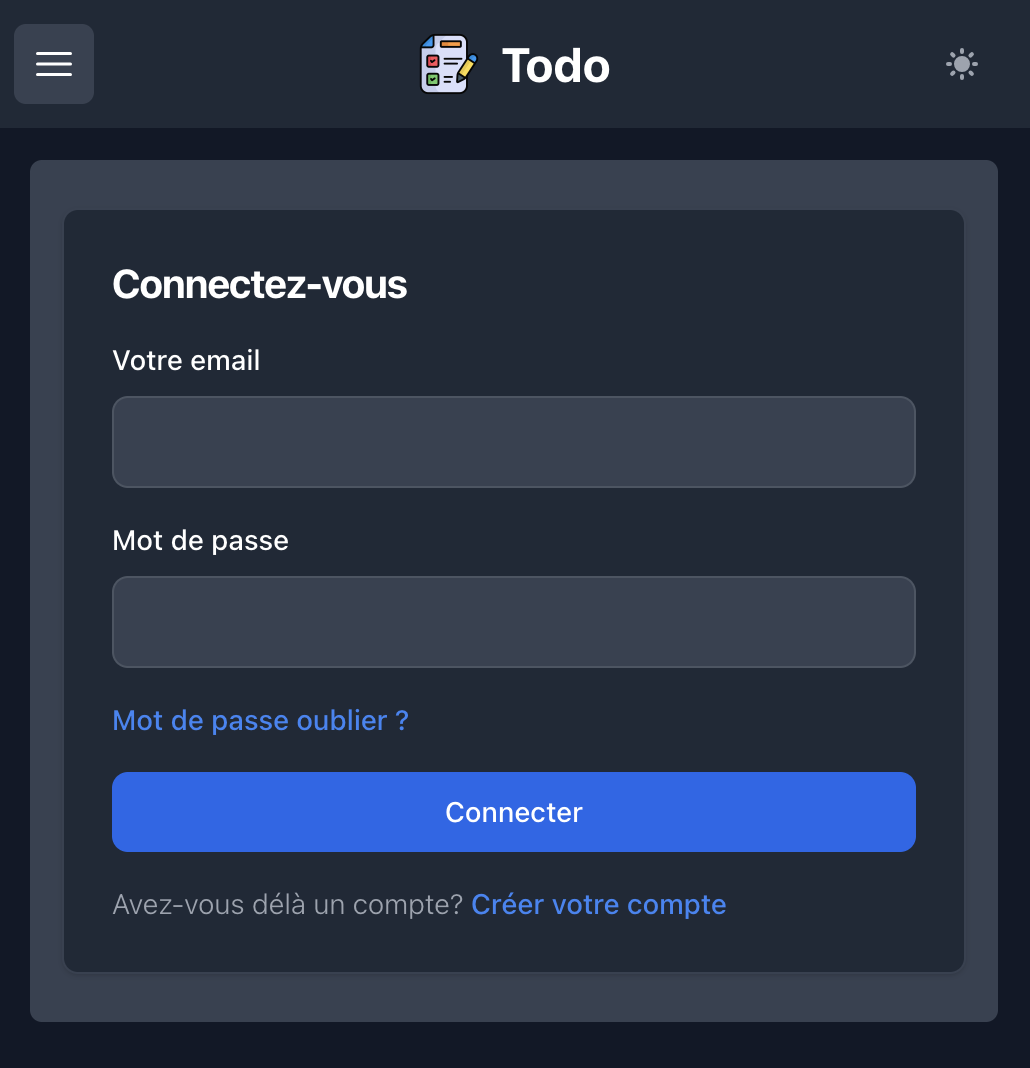 Todo
Connectez-vous
Votre email
Mot de passe
Mot de passe oublier ?
Connecter
Avez-vous délà un compte? Créer votre compte